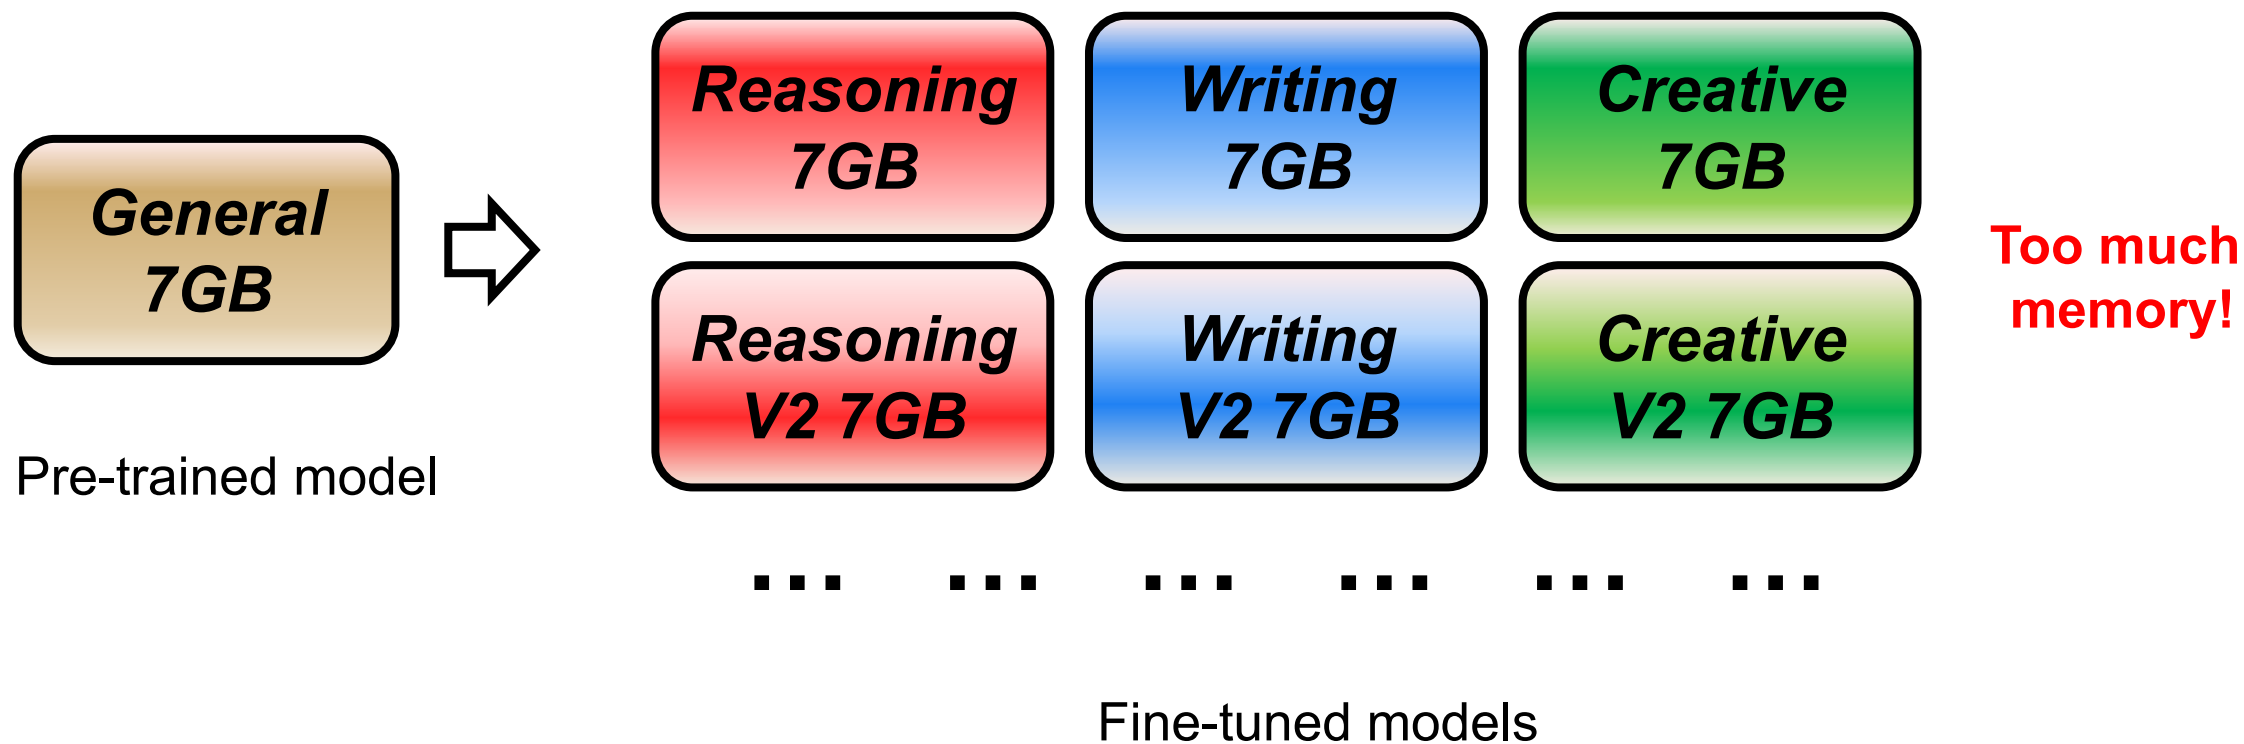 General
7GB
Pre-trained model
Reasoning
7GB
Writing
7GB
Creative
7GB
Reasoning
V2 7GB
Writing
V2 7GB
Creative
V2 7GB
... ... ... ... ... ...
Fine-tuned models
Too much
memory!